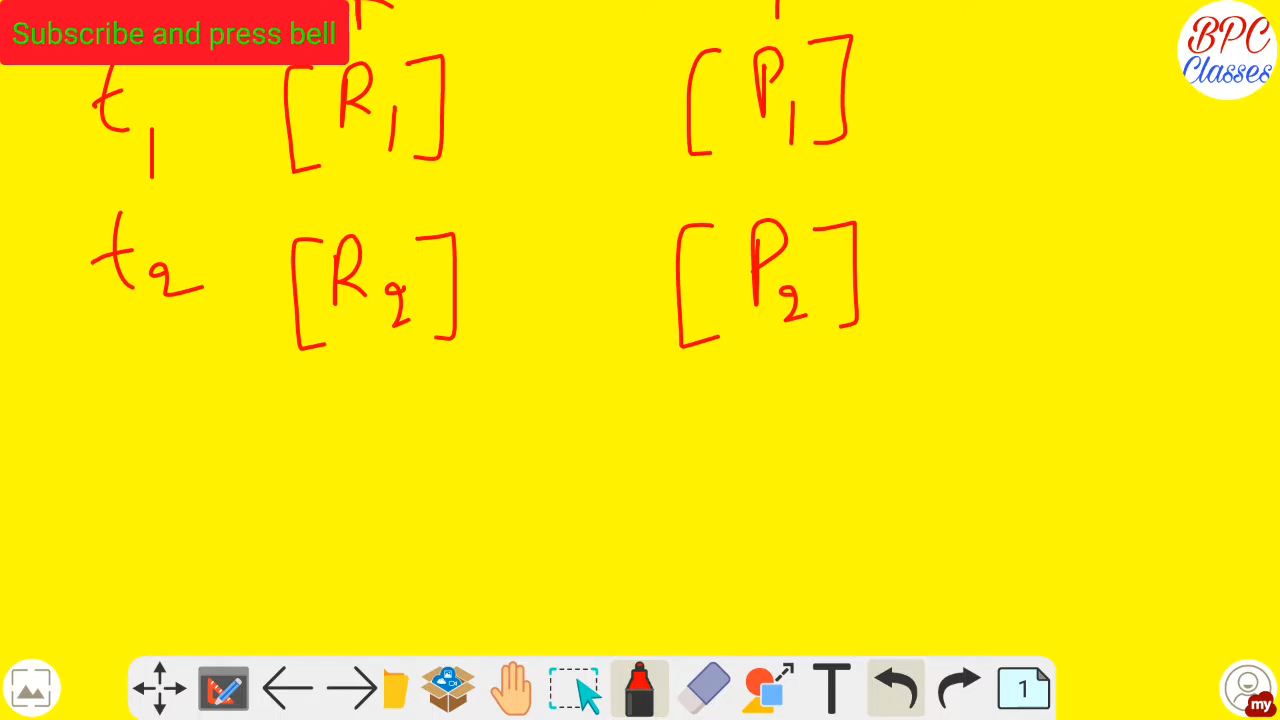 Subscribe and press bell
BPC
Classes
t₁ [R₁] [P₁]
t₂ [R₂] [P₂]
1
my